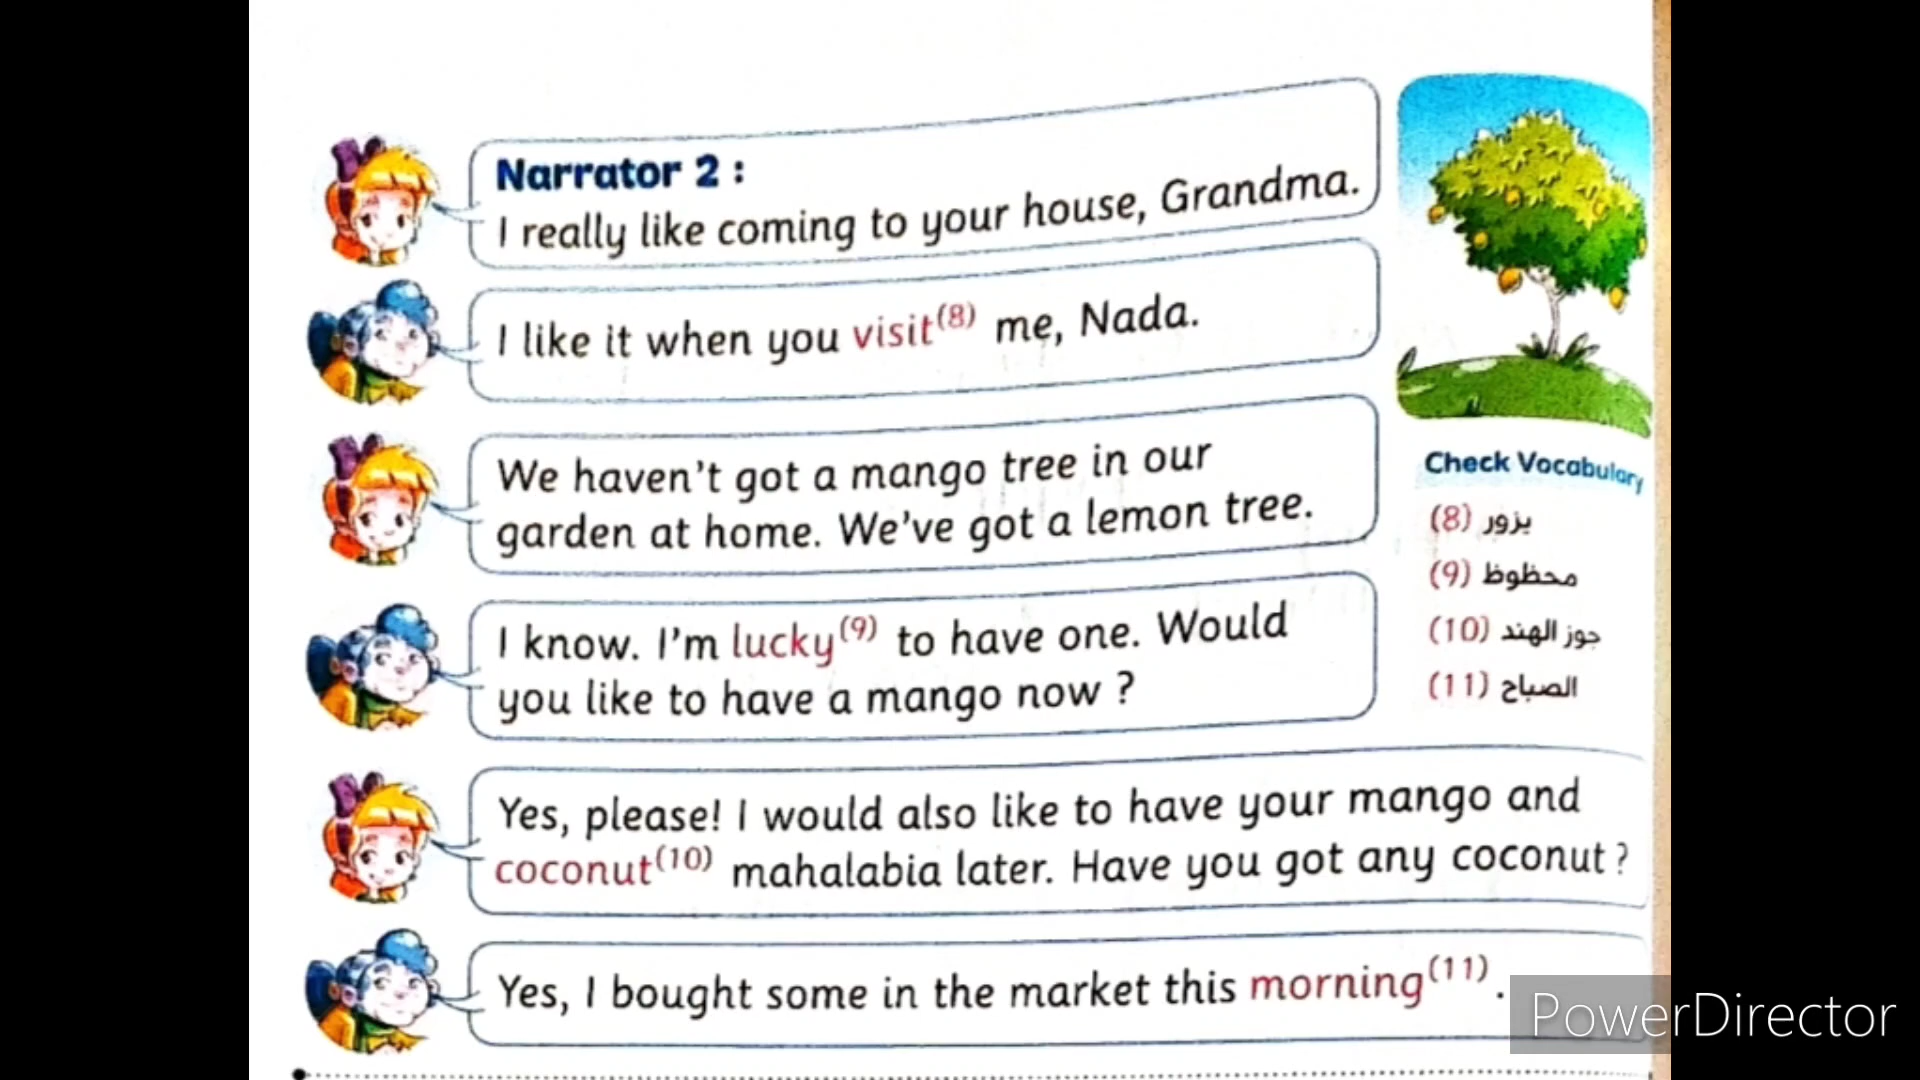 Narrator 2 :
I really like coming to your house, Grandma.
I like it when you visit(8) me, Nada.
We haven't got a mango tree in our
garden at home. We've got a lemon tree.
I know. I'm lucky(9) to have one. Would
you like to have a mango now ?
Yes, please! I would also like to have your mango and
coconut(10) mahalabia later. Have you got any coconut ?
Yes, I bought some in the market this morning(11).
Check Vocabulary
(8) يزور
(9) محظوظ
(10) جوز الهند
(11) الصباح
PowerDirector